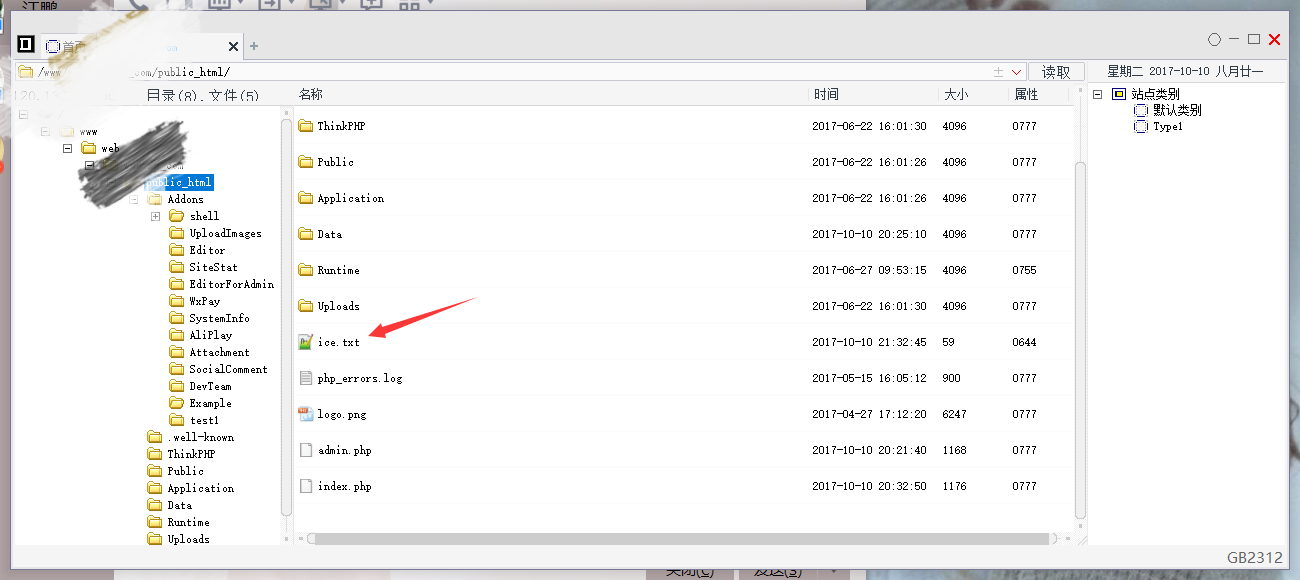 江鹏
首页
om
/www
_com/public_html/
读取
星期二 2017-10-10 八月廿一
目录(8), 文件(5)
名称 时间 大小 属性
www
web
public_html
Addons
shell
UploadImages
Editor
SiteStat
EditorForAdmin
WxPay
SystemInfo
AliPlay
Attachment
SocialComment
DevTeam
Example
test1
.well-known
ThinkPHP
Public
Application
Data
Runtime
Uploads
ThinkPHP 2017-06-22 16:01:30 4096 0777
Public 2017-06-22 16:01:26 4096 0777
Application 2017-06-22 16:01:26 4096 0777
Data 2017-10-10 20:25:10 4096 0777
Runtime 2017-06-27 09:53:15 4096 0755
Uploads 2017-06-22 16:01:30 4096 0777
ice.txt 2017-10-10 21:32:45 59 0644
php_errors.log 2017-05-15 16:05:12 900 0777
logo.png 2017-04-27 17:12:20 6247 0777
admin.php 2017-10-10 20:21:40 1168 0777
index.php 2017-10-10 20:32:50 1176 0777
站点类别
默认类别
Type1
GB2312
关闭(C) 发送(S)